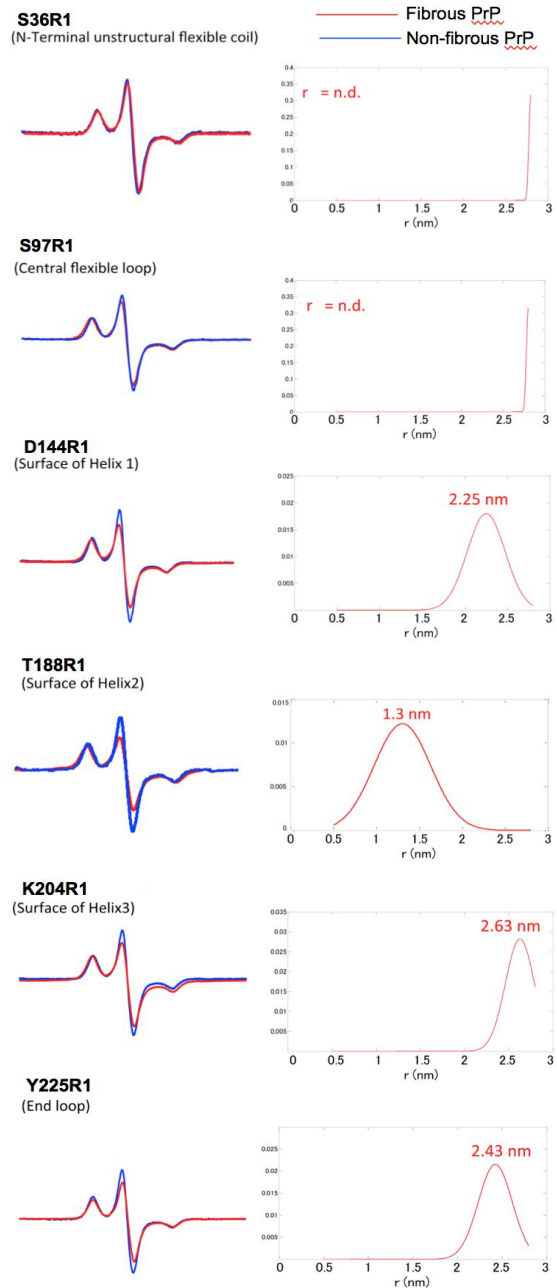 S36R1
(N-Terminal unstructural flexible coil)
Fibrous PrP
Non-fibrous PrP
r = n.d.
0.4
0.35
0.3
0.25
0.2
0.15
0.1
0.05
0
0 0.5 1 1.5 2 2.5 3
r (nm)
S97R1
(Central flexible loop)
r = n.d.
0.4
0.35
0.3
0.25
0.2
0.15
0.1
0.05
0
0 0.5 1 1.5 2 2.5 3
r (nm)
D144R1
(Surface of Helix 1)
2.25 nm
0.025
0.02
0.015
0.01
0.005
0 0.5 1 1.5 2 2.5 3
r (nm)
T188R1
(Surface of Helix2)
1.3 nm
0.015
0.01
0.005
0
0 0.5 1 1.5 2 2.5 3
r (nm)
K204R1
(Surface of Helix3)
2.63 nm
0.035
0.03
0.025
0.02
0.015
0.01
0.005
0 0.5 1 1.5 2 2.5 3
r (nm)
Y225R1
(End loop)
2.43 nm
0.025
0.02
0.015
0.01
0.005
0 0.5 1 1.5 2 2.5 3
r (nm)